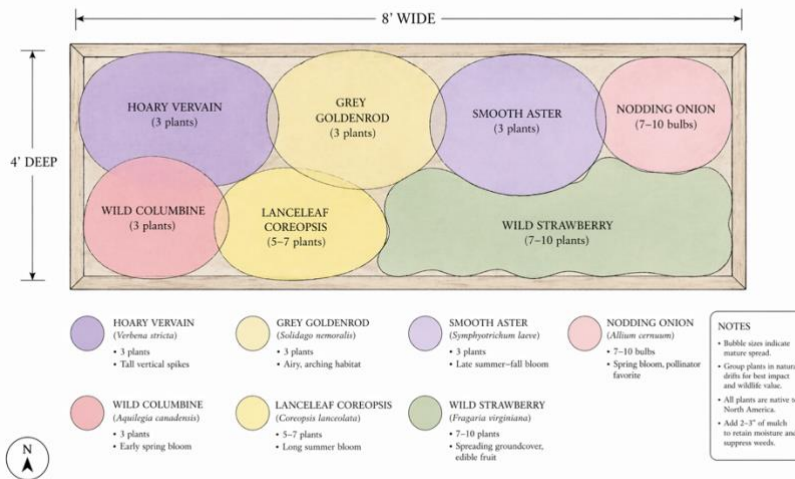 8' WIDE
4' DEEP
HOARY VERVAIN
(3 plants)
GREY
GOLDENROD
(3 plants)
SMOOTH ASTER
(3 plants)
NODDING ONION
(7–10 bulbs)
WILD COLUMBINE
(3 plants)
LANCELEAF
COREOPSIS
(5–7 plants)
WILD STRAWBERRY
(7–10 plants)
HOARY VERVAIN
(Verbena stricta)
• 3 plants
• Tall vertical spikes
GREY GOLDENROD
(Solidago nemoralis)
• 3 plants
• Airy, arching habitat
SMOOTH ASTER
(Symphyotrichum laeve)
• 3 plants
• Late summer–fall bloom
NODDING ONION
(Allium cernuum)
• 7–10 bulbs
• Spring bloom, pollinator
favorite
WILD COLUMBINE
(Aquilegia canadensis)
• 3 plants
• Early spring bloom
LANCELEAF COREOPSIS
(Coreopsis lanceolata)
• 5–7 plants
• Long summer bloom
WILD STRAWBERRY
(Fragaria virginiana)
• 7–10 plants
• Spreading groundcover,
edible fruit
NOTES
• Bubble sizes indicate
mature spread.
• Group plants in natura
drifts for best impact
and wildlife value.
• All plants are native to
North America.
• Add 2–3" of mulch
to retain moisture and
suppress weeds.
N